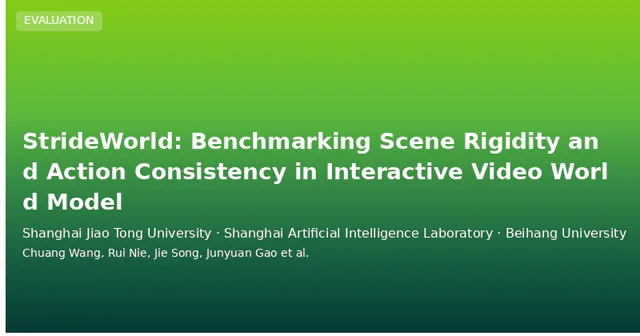 EVALUATION
StrideWorld: Benchmarking Scene Rigidity an
d Action Consistency in Interactive Video Worl
d Model
Shanghai Jiao Tong University · Shanghai Artificial Intelligence Laboratory · Beihang University
Chuang Wang, Rui Nie, Jie Song, Junyuan Gao et al.